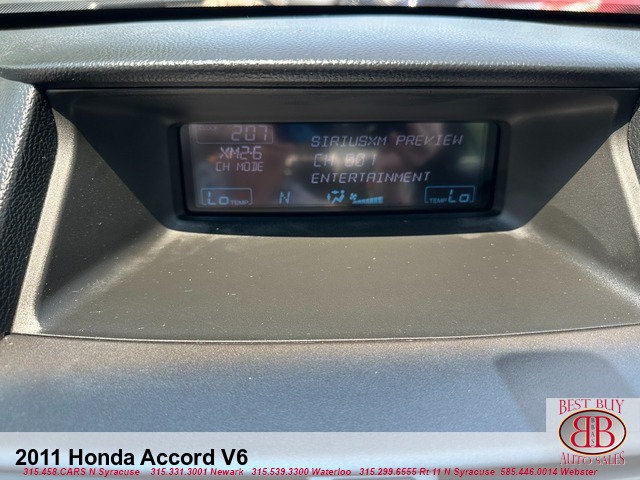 2:07
SIRIUSXM PREVIEW
XM2-6
CH 001
CH MODE
ENTERTAINMENT
Lo TEMP
N
TEMP Lo
BEST BUY
BB
AUTO SALES
2011 Honda Accord V6
315.458.CARS N Syracuse 315.331.3001 Newark 315.539.3300 Waterloo 315.299.6555 Rt 11 N Syracuse 585.446.0014 Webster